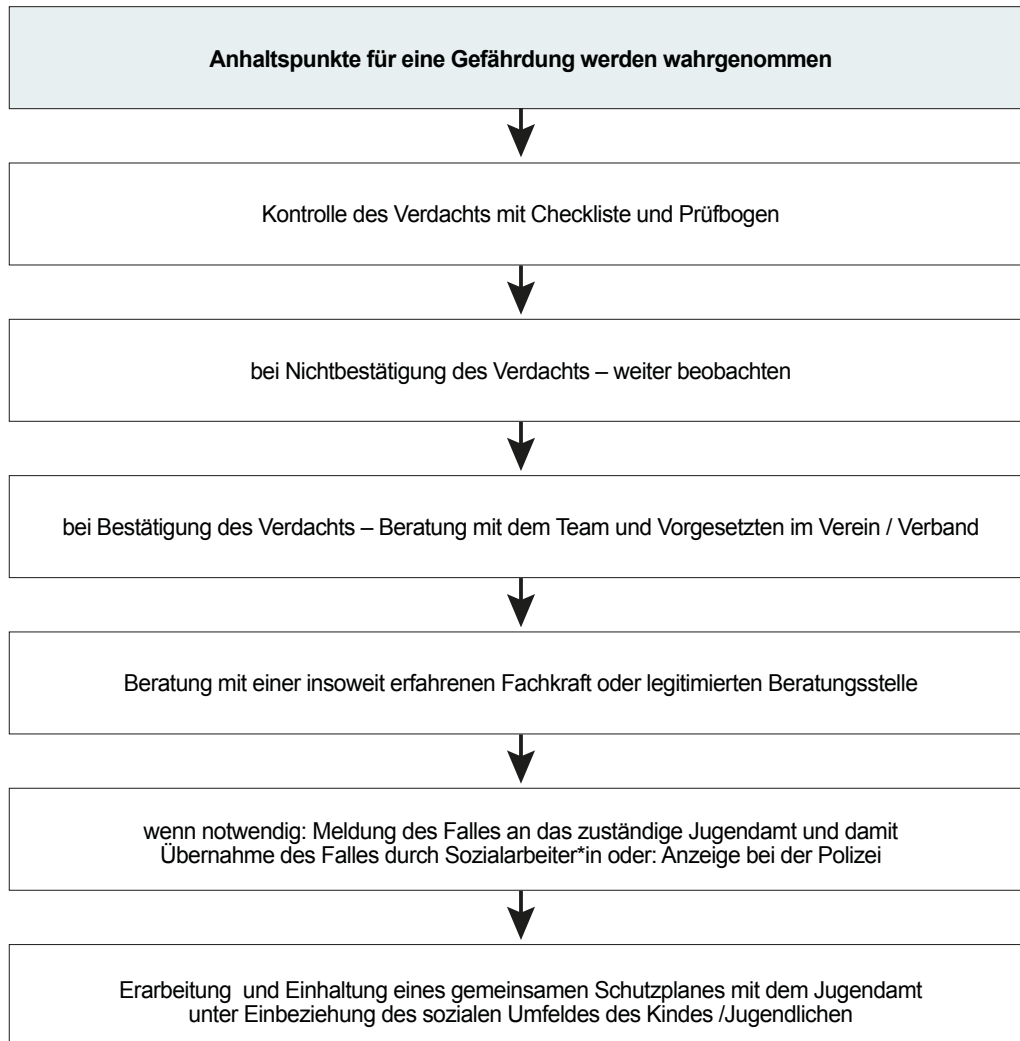 Anhaltspunkte für eine Gefährdung werden wahrgenommen
Kontrolle des Verdachts mit Checkliste und Prüfbogen
bei Nichtbestätigung des Verdachts – weiter beobachten
bei Bestätigung des Verdachts – Beratung mit dem Team und Vorgesetzten im Verein / Verband
Beratung mit einer insoweit erfahrenen Fachkraft oder legitimierten Beratungsstelle
wenn notwendig: Meldung des Falles an das zuständige Jugendamt und damit
Übernahme des Falles durch Sozialarbeiter*in oder: Anzeige bei der Polizei
Erarbeitung und Einhaltung eines gemeinsamen Schutzplanes mit dem Jugendamt
unter Einbeziehung des sozialen Umfeldes des Kindes /Jugendlichen